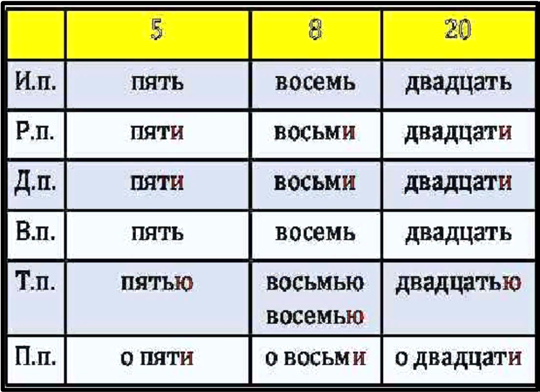 5 8 20
И.п. пять восемь двадцать
Р.п. пяти восьми двадцати
Д.п. пяти восьми двадцати
В.п. пять восемь двадцать
Т.п. пятью восьмью двадцатью
восемью
П.п. о пяти о восьми о двадцати